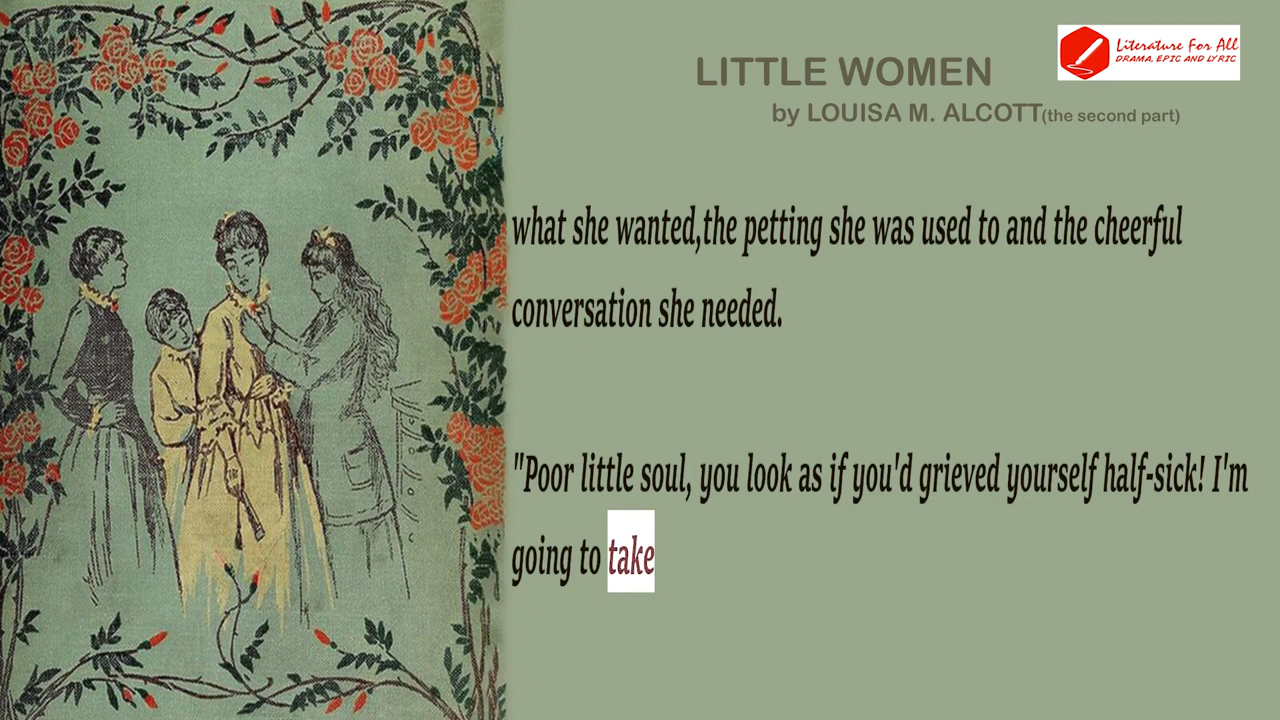 LITTLE WOMEN
by LOUISA M. ALCOTT(the second part)
Literature For All
DRAMA, EPIC AND LYRIC
what she wanted,the petting she was used to and the cheerful
conversation she needed.
"Poor little soul, you look as if you'd grieved yourself half-sick! I'm
going to take